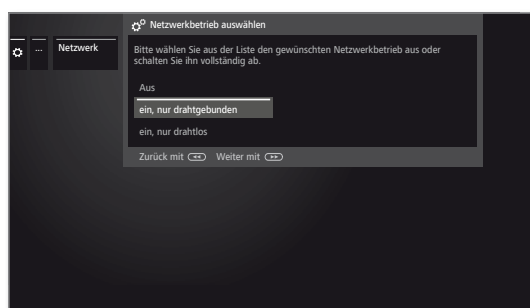 Netzwerkbetrieb auswählen
... Netzwerk
Bitte wählen Sie aus der Liste den gewünschten Netzwerkbetrieb aus oder
schalten Sie ihn vollständig ab.
Aus
ein, nur drahtgebunden
ein, nur drahtlos
Zurück mit Weiter mit